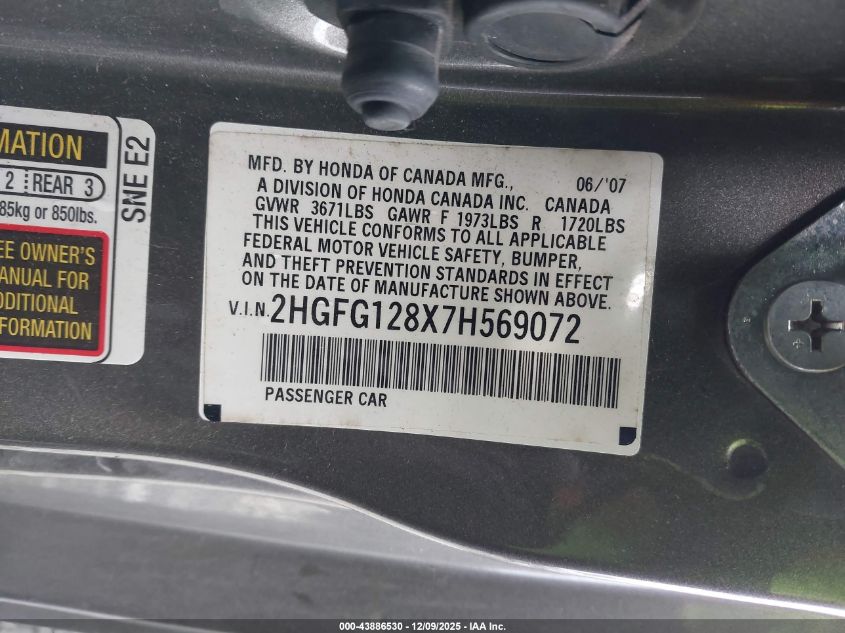 MATION
2 REAR 3
85kg or 850lbs.
EE OWNER'S
MANUAL FOR
DDITIONAL
FORMATION
SNE E2
MFD. BY HONDA OF CANADA MFG., 06/'07
A DIVISION OF HONDA CANADA INC. CANADA
GVWR 3671LBS GAWR F 1973LBS R 1720LBS
THIS VEHICLE CONFORMS TO ALL APPLICABLE
FEDERAL MOTOR VEHICLE SAFETY, BUMPER,
AND THEFT PREVENTION STANDARDS IN EFFECT
ON THE DATE OF MANUFACTURE SHOWN ABOVE.
V.I.N. 2HGFG128X7H569072
PASSENGER CAR
000-43886530 - 12/09/2025 - IAA Inc.